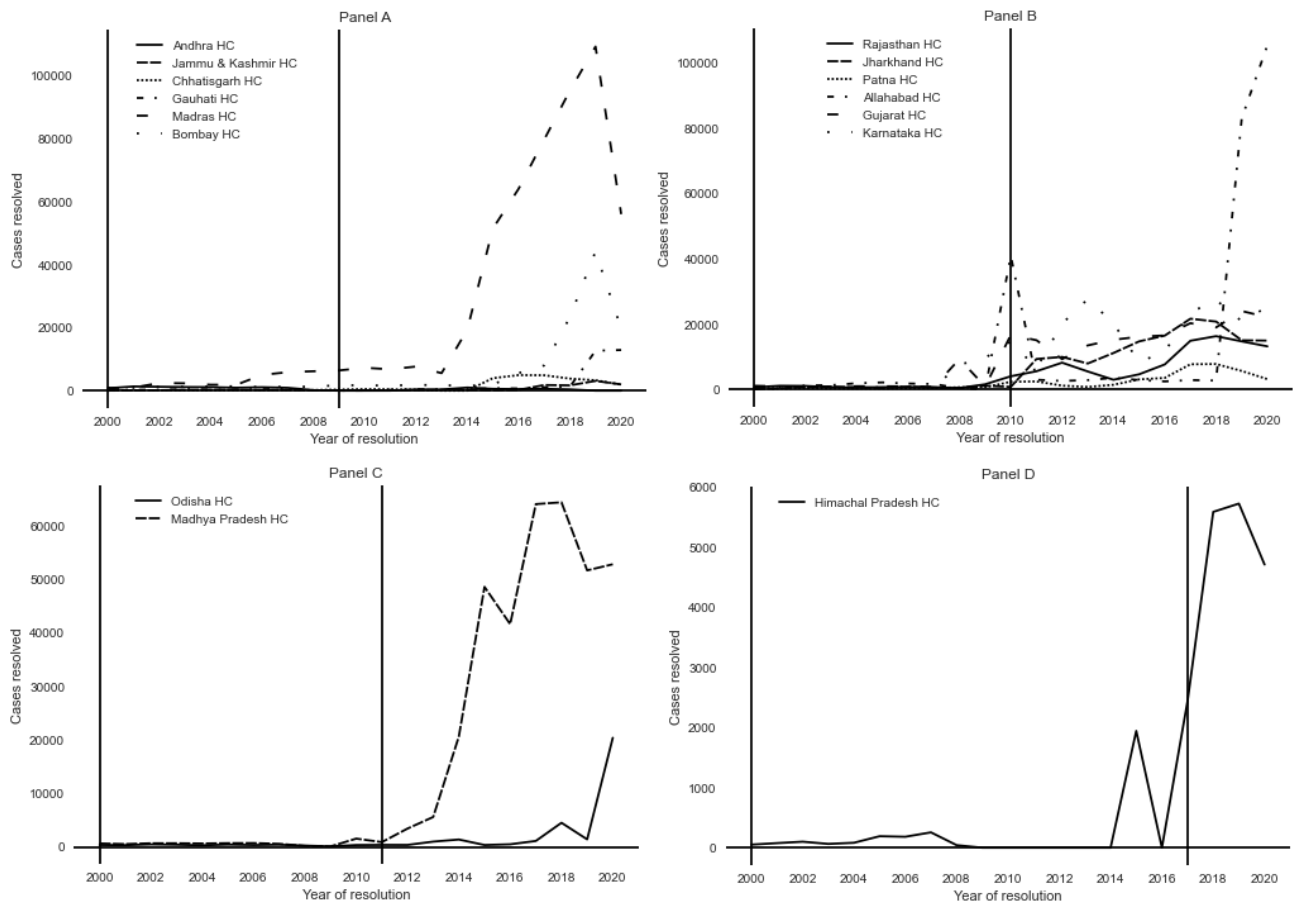 Panel A
Andhra HC
Jammu & Kashmir HC
Chhatisgarh HC
Gauhati HC
Madras HC
Bombay HC
Cases resolved
100000
80000
60000
40000
20000
0
2000 2002 2004 2006 2008 2010 2012 2014 2016 2018 2020
Year of resolution
Panel B
Rajasthan HC
Jharkhand HC
Patna HC
Allahabad HC
Gujarat HC
Karnataka HC
Cases resolved
100000
80000
60000
40000
20000
0
2000 2002 2004 2006 2008 2010 2012 2014 2016 2018 2020
Year of resolution
Panel C
Odisha HC
Madhya Pradesh HC
Cases resolved
60000
50000
40000
30000
20000
10000
0
2000 2002 2004 2006 2008 2010 2012 2014 2016 2018 2020
Year of resolution
Panel D
Himachal Pradesh HC
Cases resolved
6000
5000
4000
3000
2000
1000
0
2000 2002 2004 2006 2008 2010 2012 2014 2016 2018 2020
Year of resolution